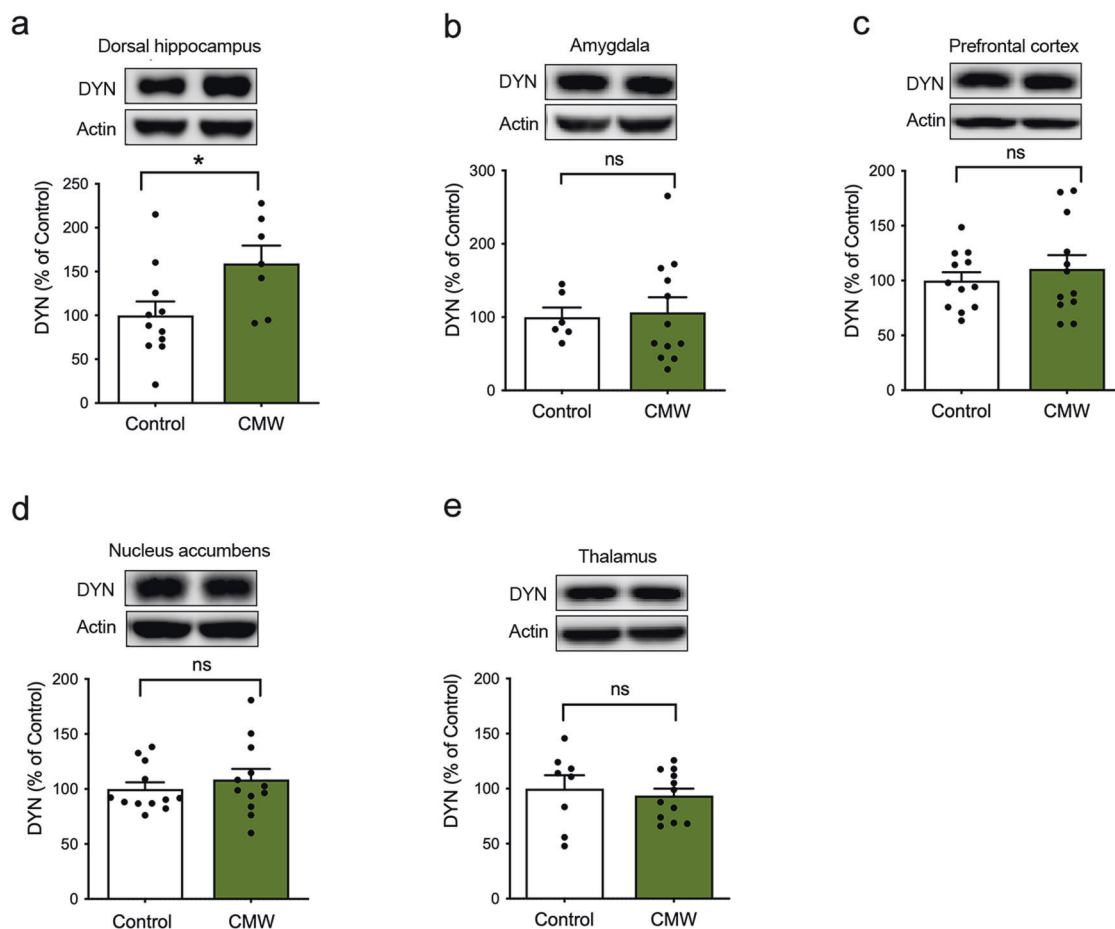 a
Dorsal hippocampus
DYN
Actin
*
DYN (% of Control)
250
200
150
100
50
0
Control CMW
b
Amygdala
DYN
Actin
ns
DYN (% of Control)
300
200
100
0
Control CMW
c
Prefrontal cortex
DYN
Actin
ns
DYN (% of Control)
200
150
100
50
0
Control CMW
d
Nucleus accumbens
DYN
Actin
ns
DYN (% of Control)
200
150
100
50
0
Control CMW
e
Thalamus
DYN
Actin
ns
DYN (% of Control)
200
150
100
50
0
Control CMW